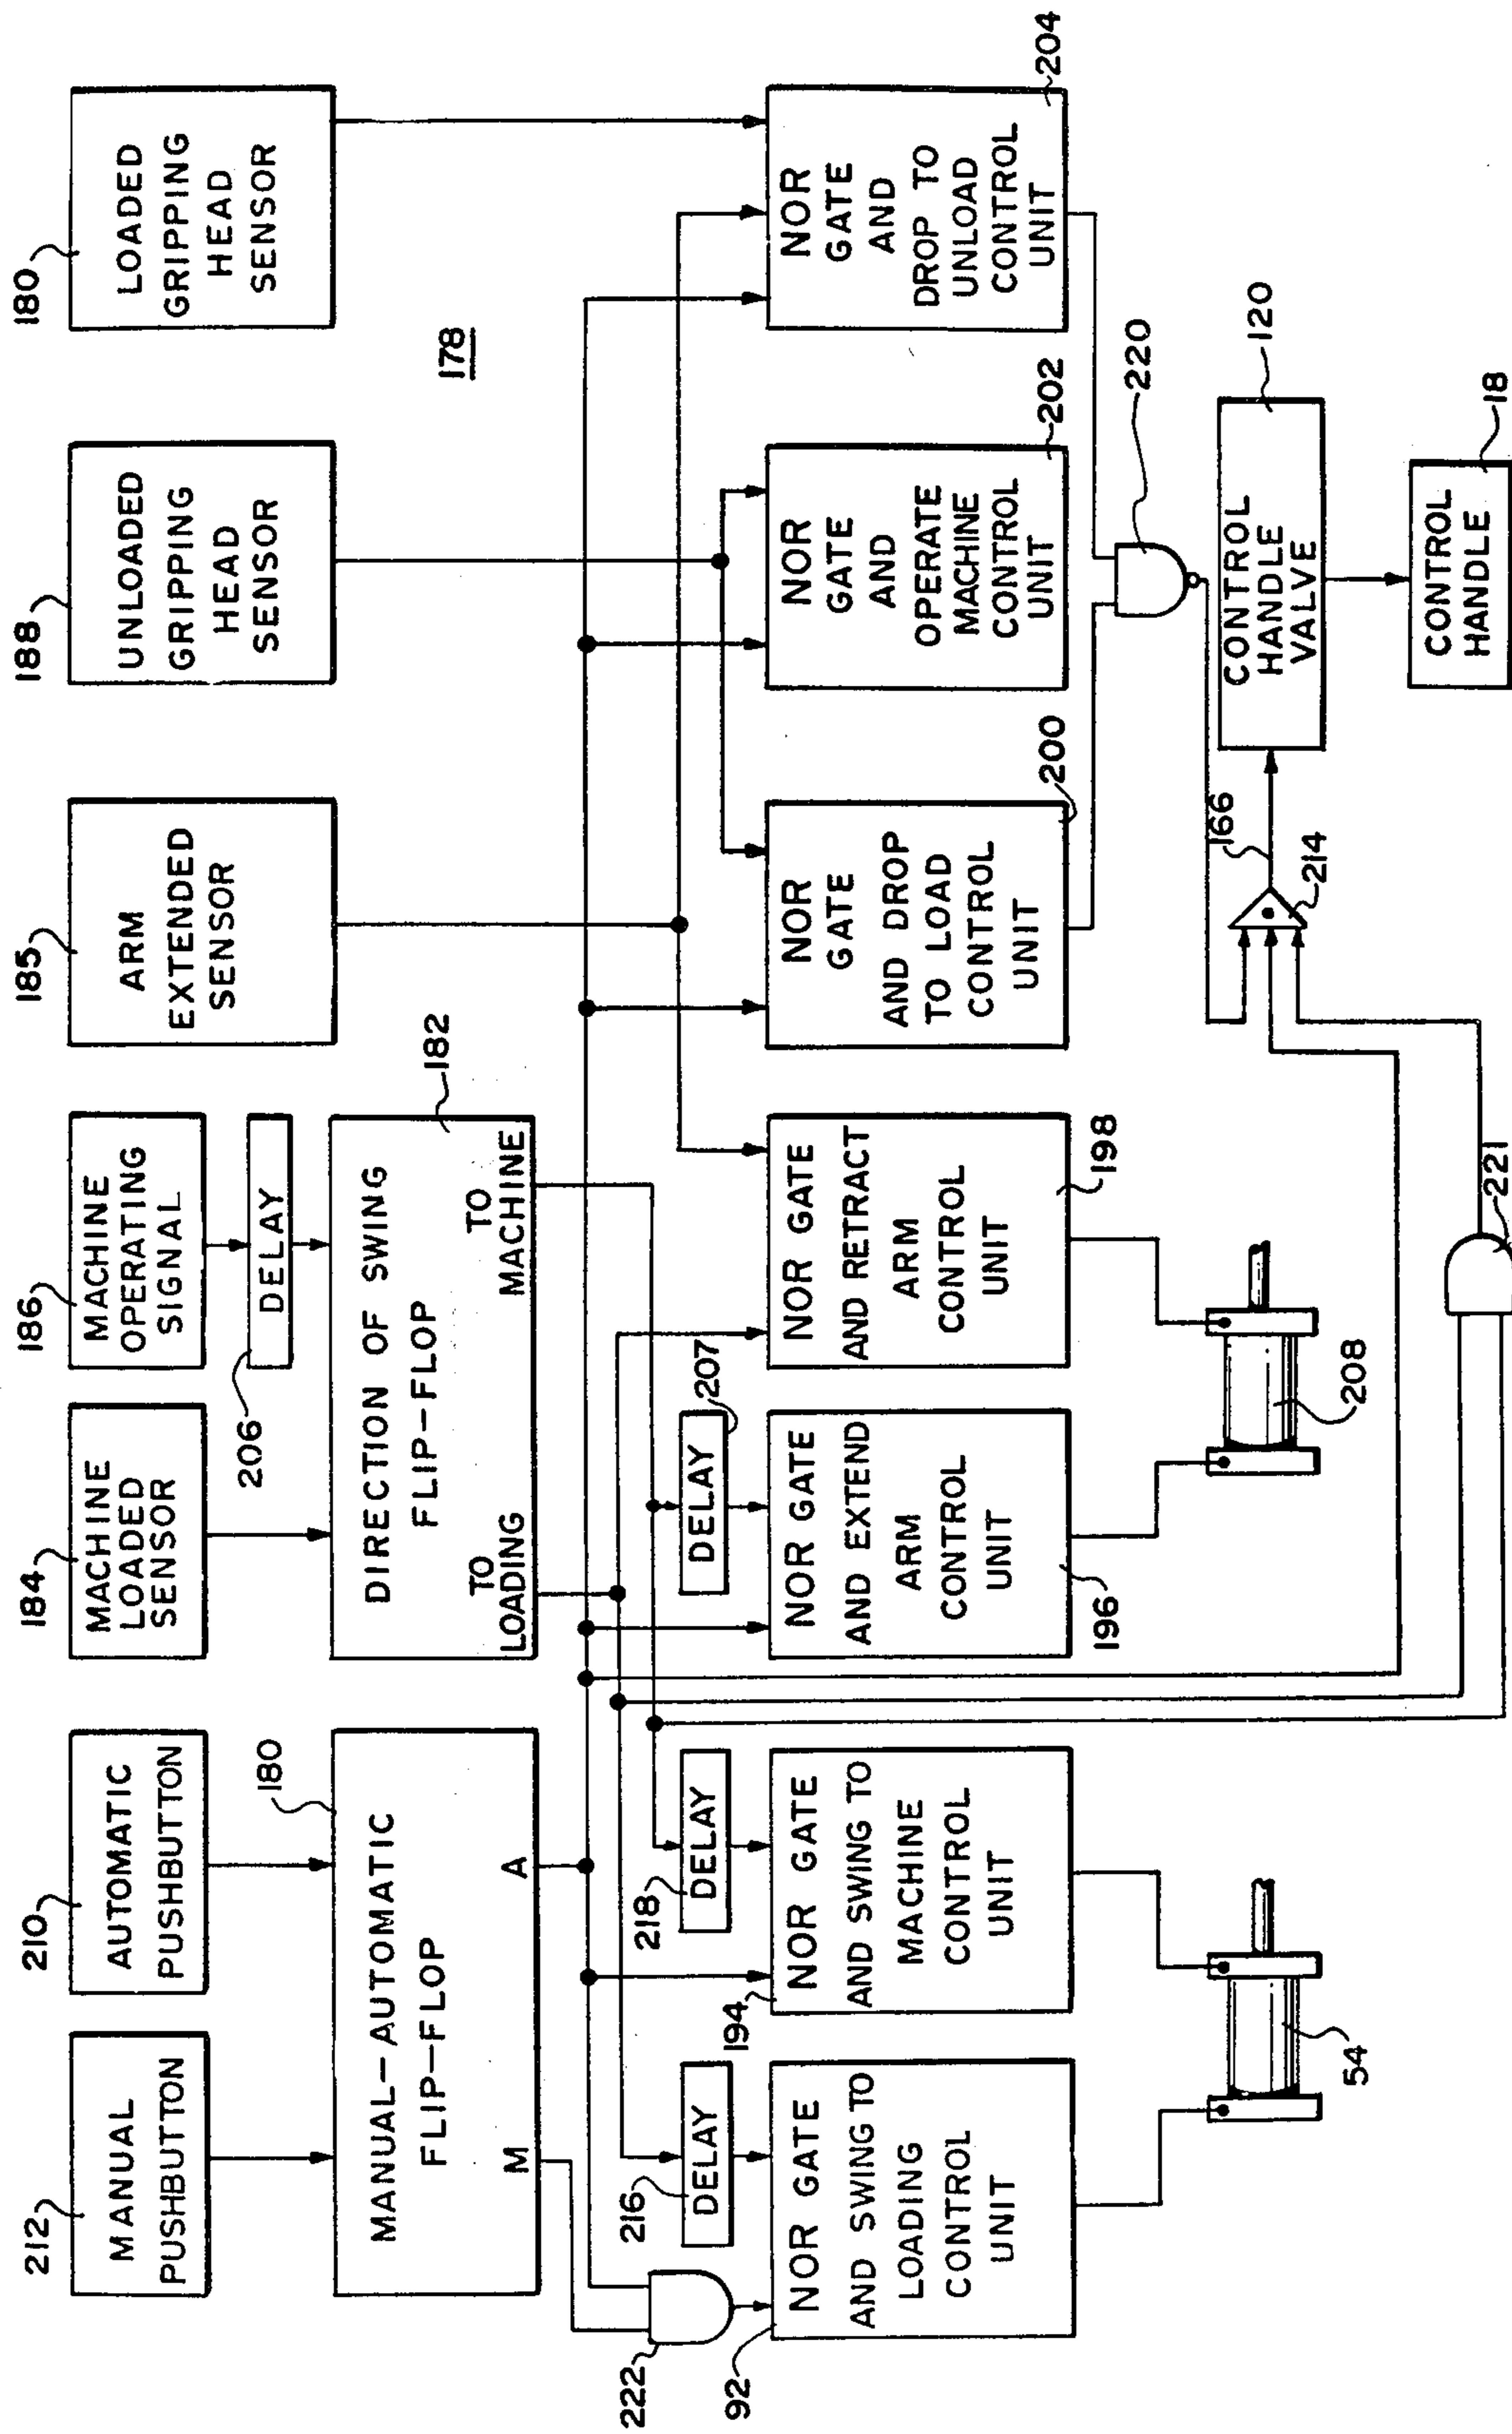 212
MANUAL
PUSHBUTTON
210
AUTOMATIC
PUSHBUTTON
184
MACHINE
LOADED
SENSOR
186
MACHINE
OPERATING
SIGNAL
185
ARM
EXTENDED
SENSOR
188
UNLOADED
GRIPPING
HEAD
SENSOR
180
LOADED
GRIPPING
HEAD
SENSOR
206
DELAY
180
MANUAL-AUTOMATIC
FLIP-FLOP
M
A
182
DIRECTION OF SWING
FLIP-FLOP
TO
LOADING
TO
MACHINE
178
222
216
DELAY
218
DELAY
DELAY
207
92
NOR GATE
AND SWING TO
LOADING
CONTROL
UNIT
194
NOR GATE
AND SWING TO
MACHINE
CONTROL
UNIT
NOR GATE
AND EXTEND
ARM
CONTROL
UNIT
196
NOR GATE
AND RETRACT
ARM
CONTROL
UNIT
198
NOR
GATE
AND DROP
TO LOAD
CONTROL
UNIT
200
NOR
GATE
AND
OPERATE
MACHINE
CONTROL
UNIT
202
NOR
GATE
AND
DROP TO
UNLOAD
CONTROL
UNIT
204
220
54
208
166
214
CONTROL
HANDLE
VALVE
120
221
CONTROL
HANDLE
18